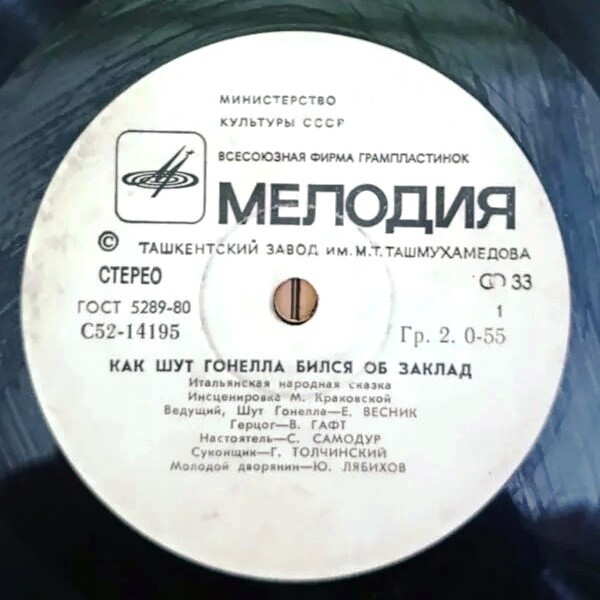 МИНИСТЕРСТВО
КУЛЬТУРЫ СССР
ВСЕСОЮЗНАЯ ФИРМА ГРАМПЛАСТИНОК
МЕЛОДИЯ
© ТАШКЕНТСКИЙ ЗАВОД ИМ. М.Т. ТАШМУХАМЕДОВА
СТЕРЕО 33
ГОСТ 5289-80 1
С52-14195 Гр. 2. 0-55
КАК ШУТ ГОНЕЛЛА БИЛСЯ ОБ ЗАКЛАД
Итальянская народная сказка
Инсценировка М. Краковской
Ведущий, Шут Гонелла—Е. ВЕСНИК
Герцог—В. ГАФТ
Настоятель—С. САМОДУР
Суконщик—Г. ТОЛЧИНСКИЙ
Молодой дворянин—Ю. ЛЯБИХОВ